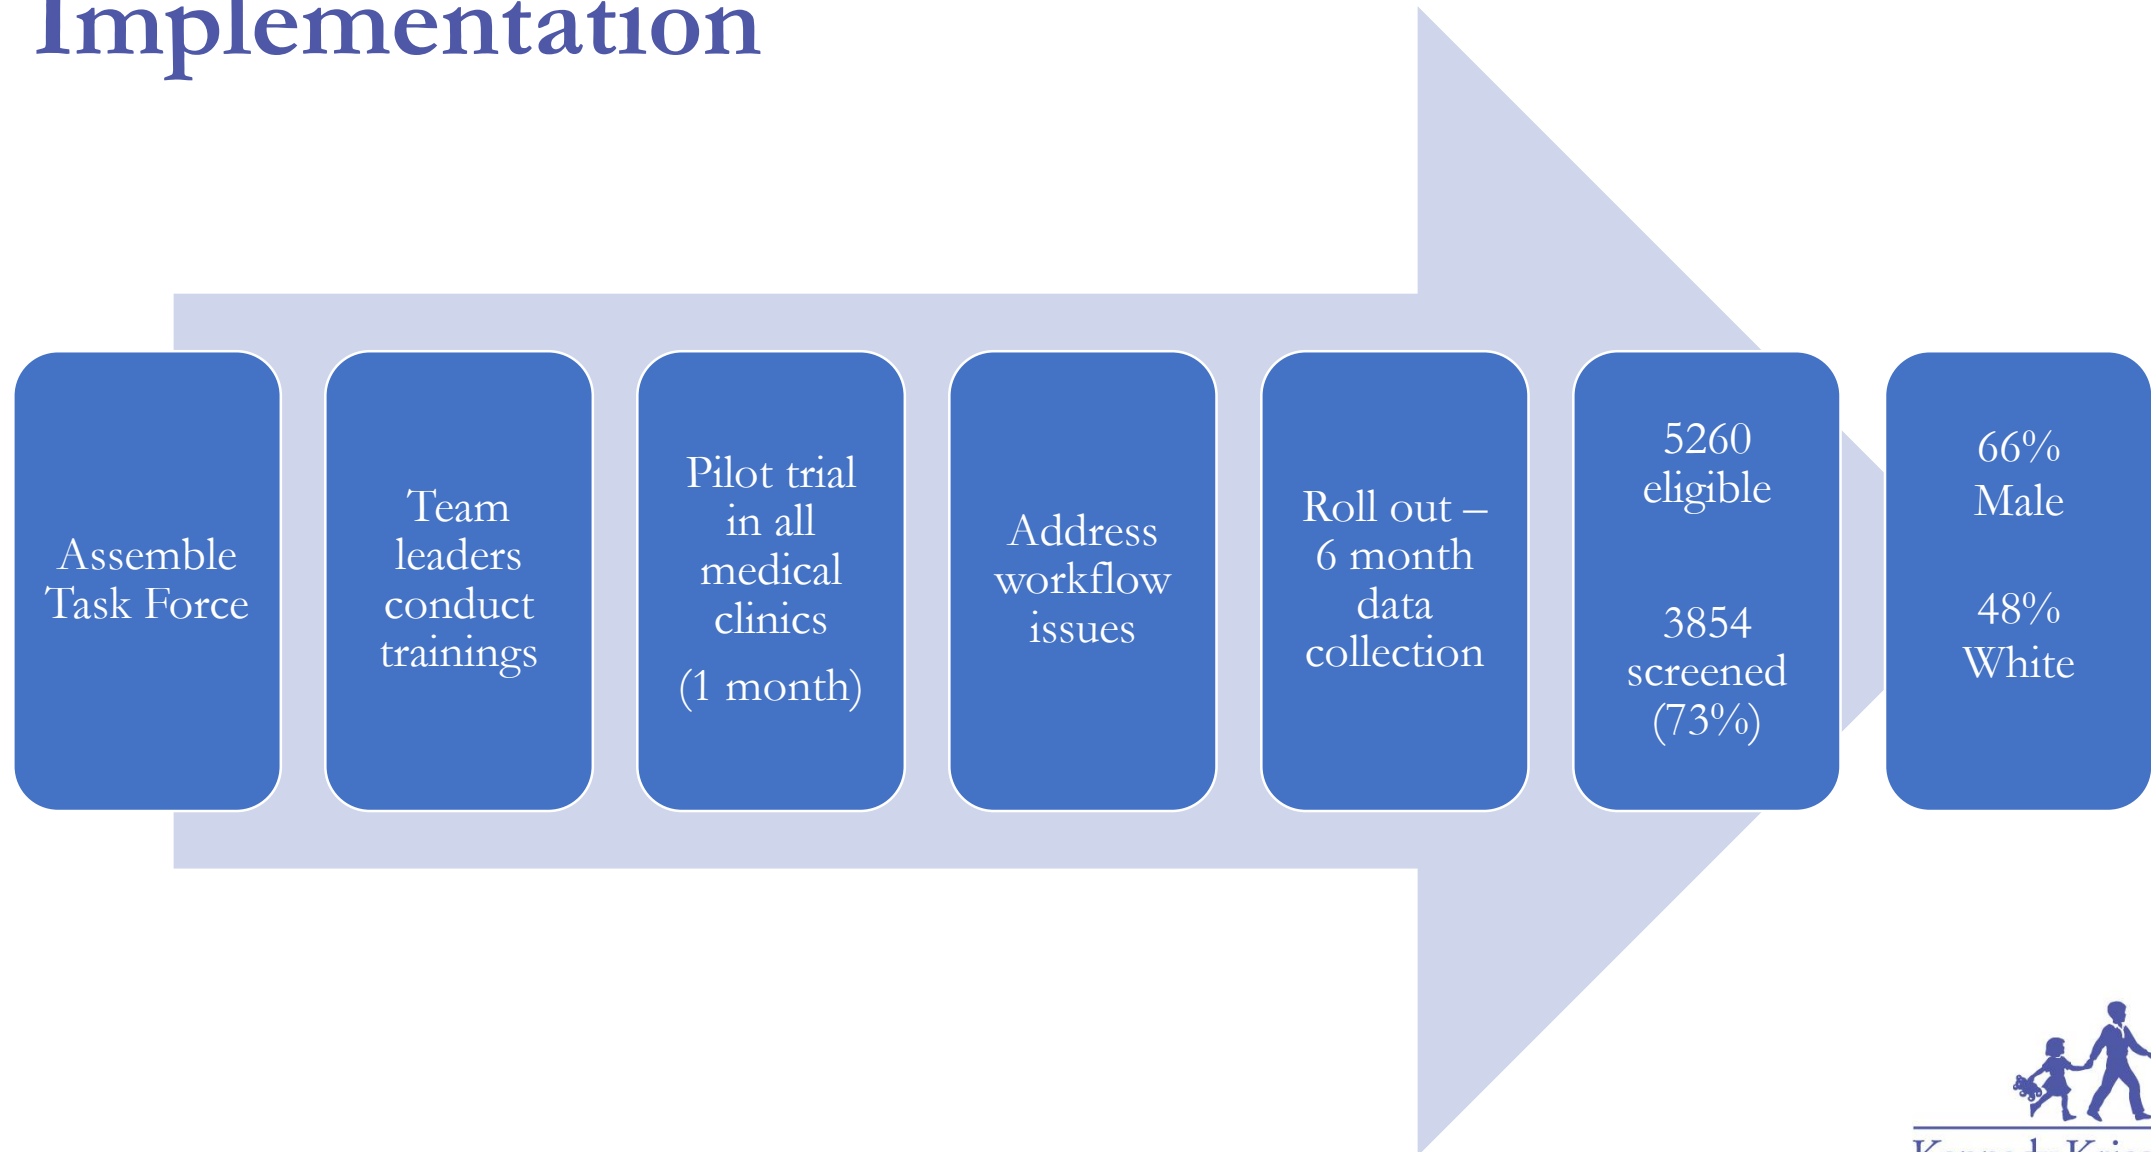 Implementation
Assemble
Task Force
Team
leaders
conduct
trainings
Pilot trial
in all
medical
clinics
(1 month)
Address
workflow
issues
Roll out –
6 month
data
collection
5260
eligible
3854
screened
(73%)
66%
Male
48%
White
Kennedy